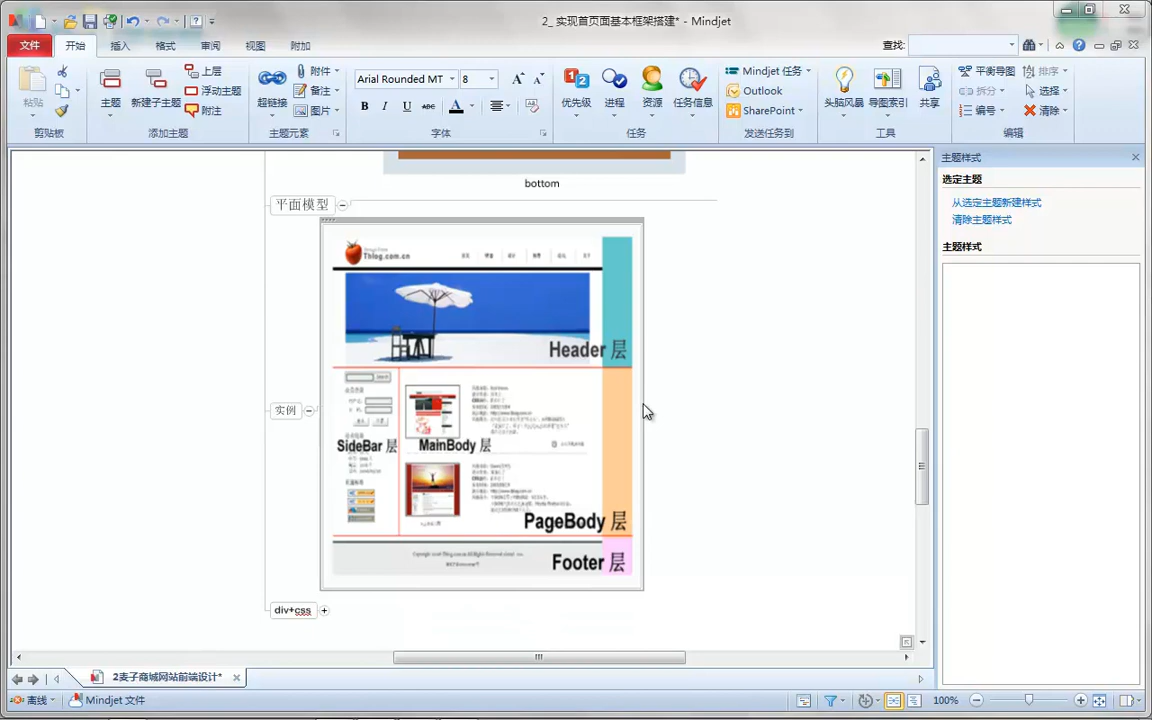 2_ 实现首页面基本框架搭建* - Mindjet
文件 开始 插入 格式 审阅 视图 附加 查找:
粘贴 主题 新建子主题 上层 浮动主题 附注
超链接 附件 备注 图片
Arial Rounded MT 8
B I U ABC A
优先级 进程 资源 任务信息
Mindjet 任务
Outlook
SharePoint
头脑风暴 导图索引 共享
平衡导图 排序
拆分 选择
编号 清除
剪贴板 添加主题 主题元素 字体 任务 发送任务到 工具 编辑
bottom
平面模型
Tblog.com.cn
Header 层
实例
SideBar 层
MainBody 层
PageBody 层
Footer 层
div+css
主题样式
选定主题
从选定主题新建样式
清除主题样式
主题样式
2麦子商城网站前端设计*
离线 Mindjet 文件 100%